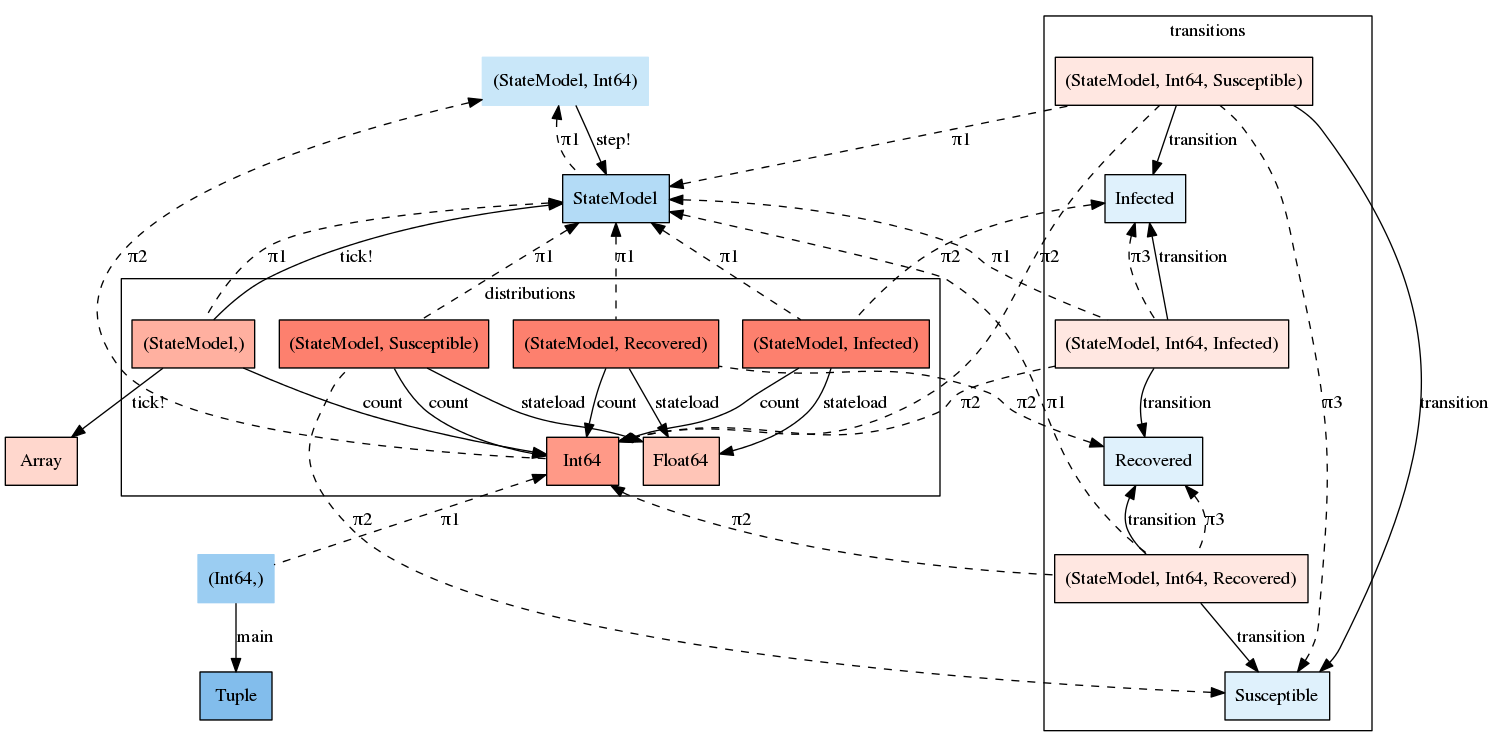 transitions
(StateModel, Int64)
(StateModel, Int64, Susceptible)
π1
step!
π1
transition
StateModel
Infected
π2
π1
tick!
π1
π1
π1
π2
π1
π2
π3
transition
distributions
(StateModel,)
(StateModel, Susceptible)
(StateModel, Recovered)
(StateModel, Infected)
(StateModel, Int64, Infected)
tick!
count
count
stateload
count
stateload
count
stateload
π2
π2
π1
transition
π3
transition
Array
Int64
Float64
Recovered
π2
π1
π2
transition
π3
(Int64,)
(StateModel, Int64, Recovered)
main
transition
Tuple
Susceptible